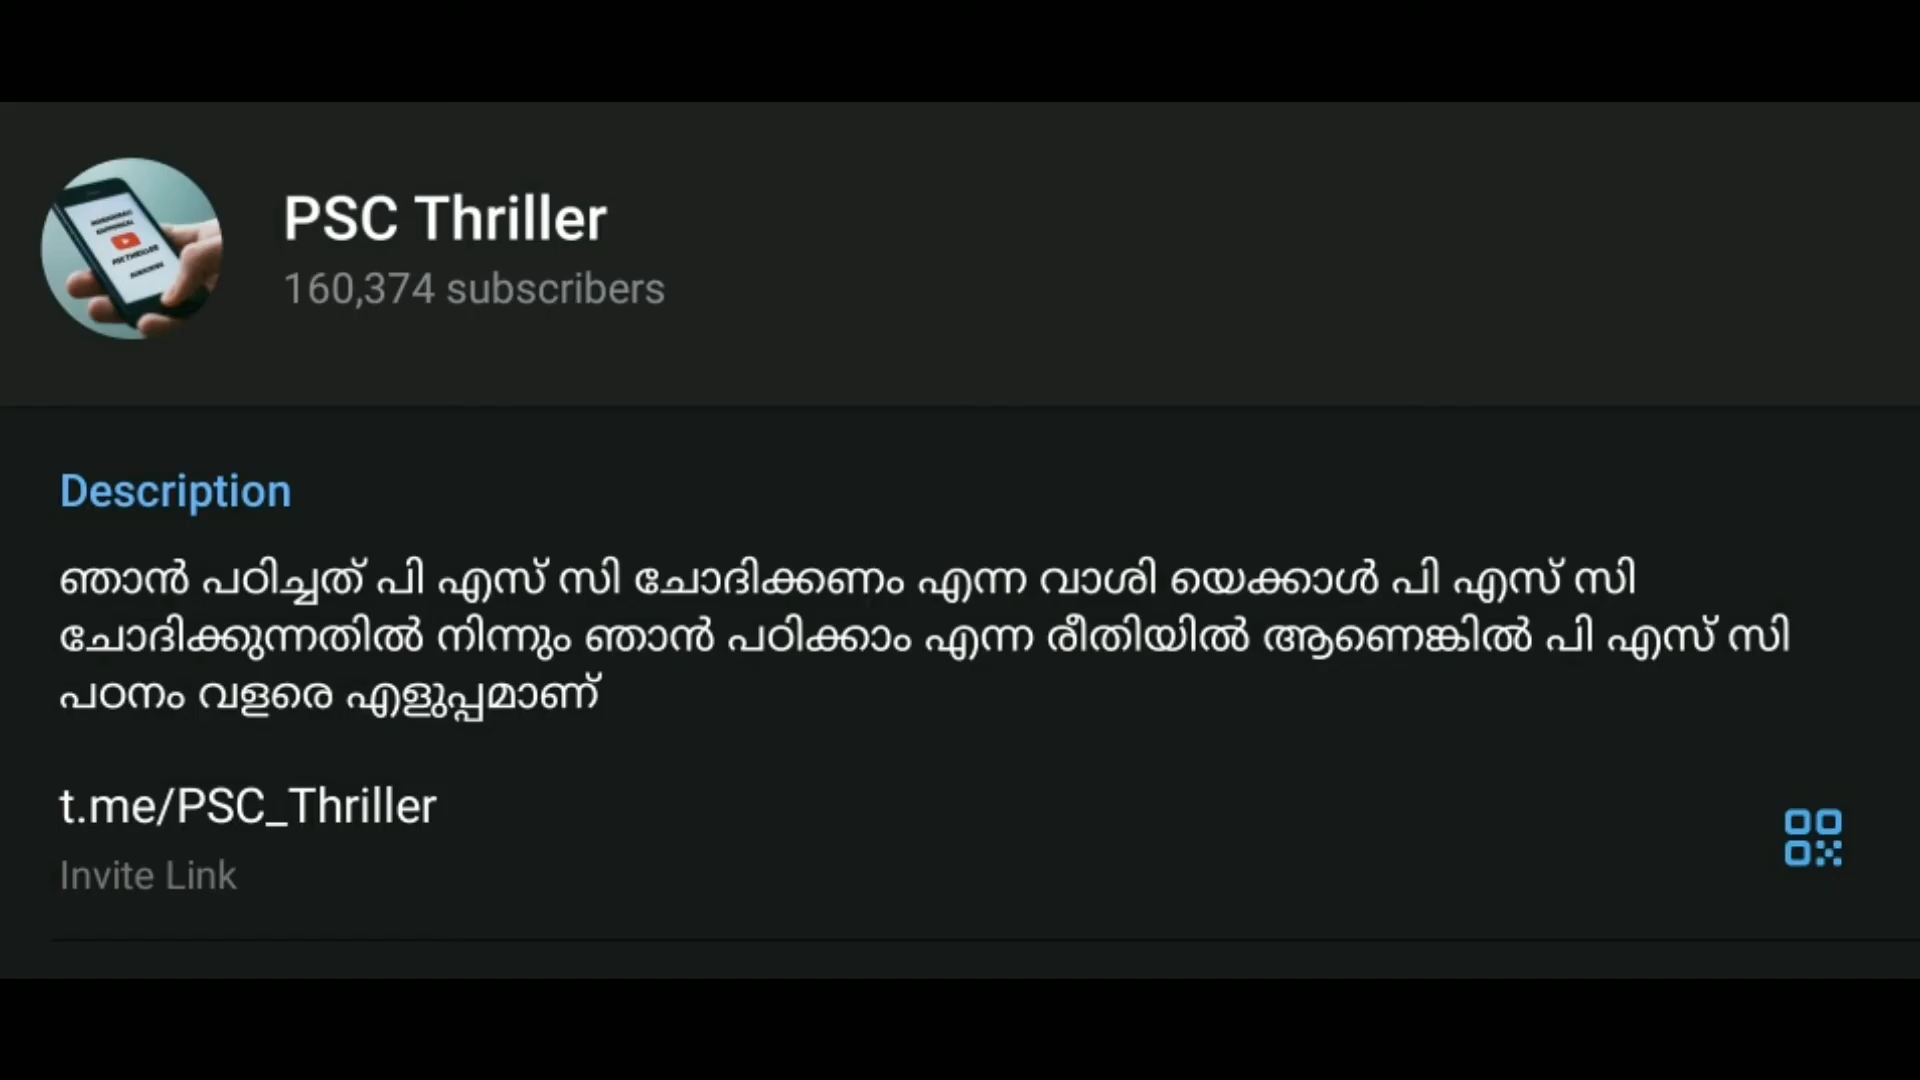 PSC Thriller
160,374 subscribers
Description
ഞാൻ പഠിച്ചത് പി എസ് സി ചോദിക്കണം എന്ന വാശി യെക്കാൾ പി എസ് സി
ചോദിക്കുന്നതിൽ നിന്നും ഞാൻ പഠിക്കാം എന്ന രീതിയിൽ ആണെങ്കിൽ പി എസ് സി
പഠനം വളരെ എളുപ്പമാണ്
t.me/PSC_Thriller
Invite Link